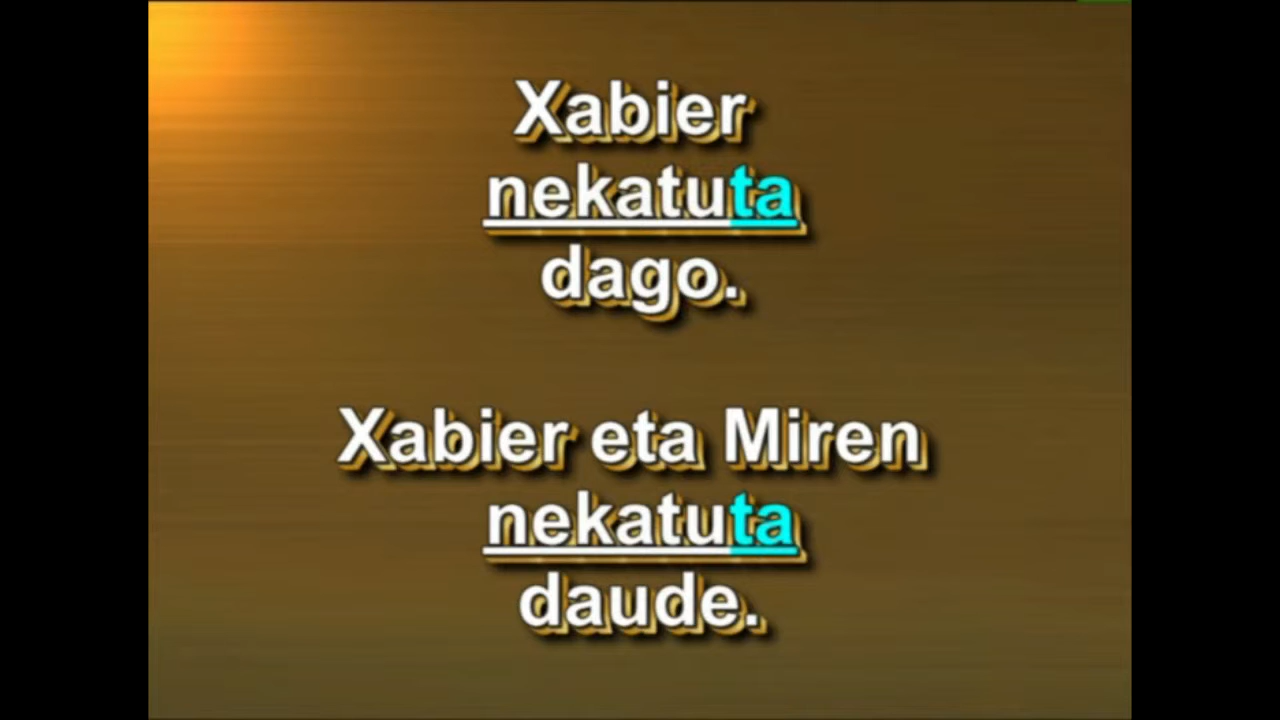 Xabier
nekatuta
dago.
Xabier eta Miren
nekatuta
daude.